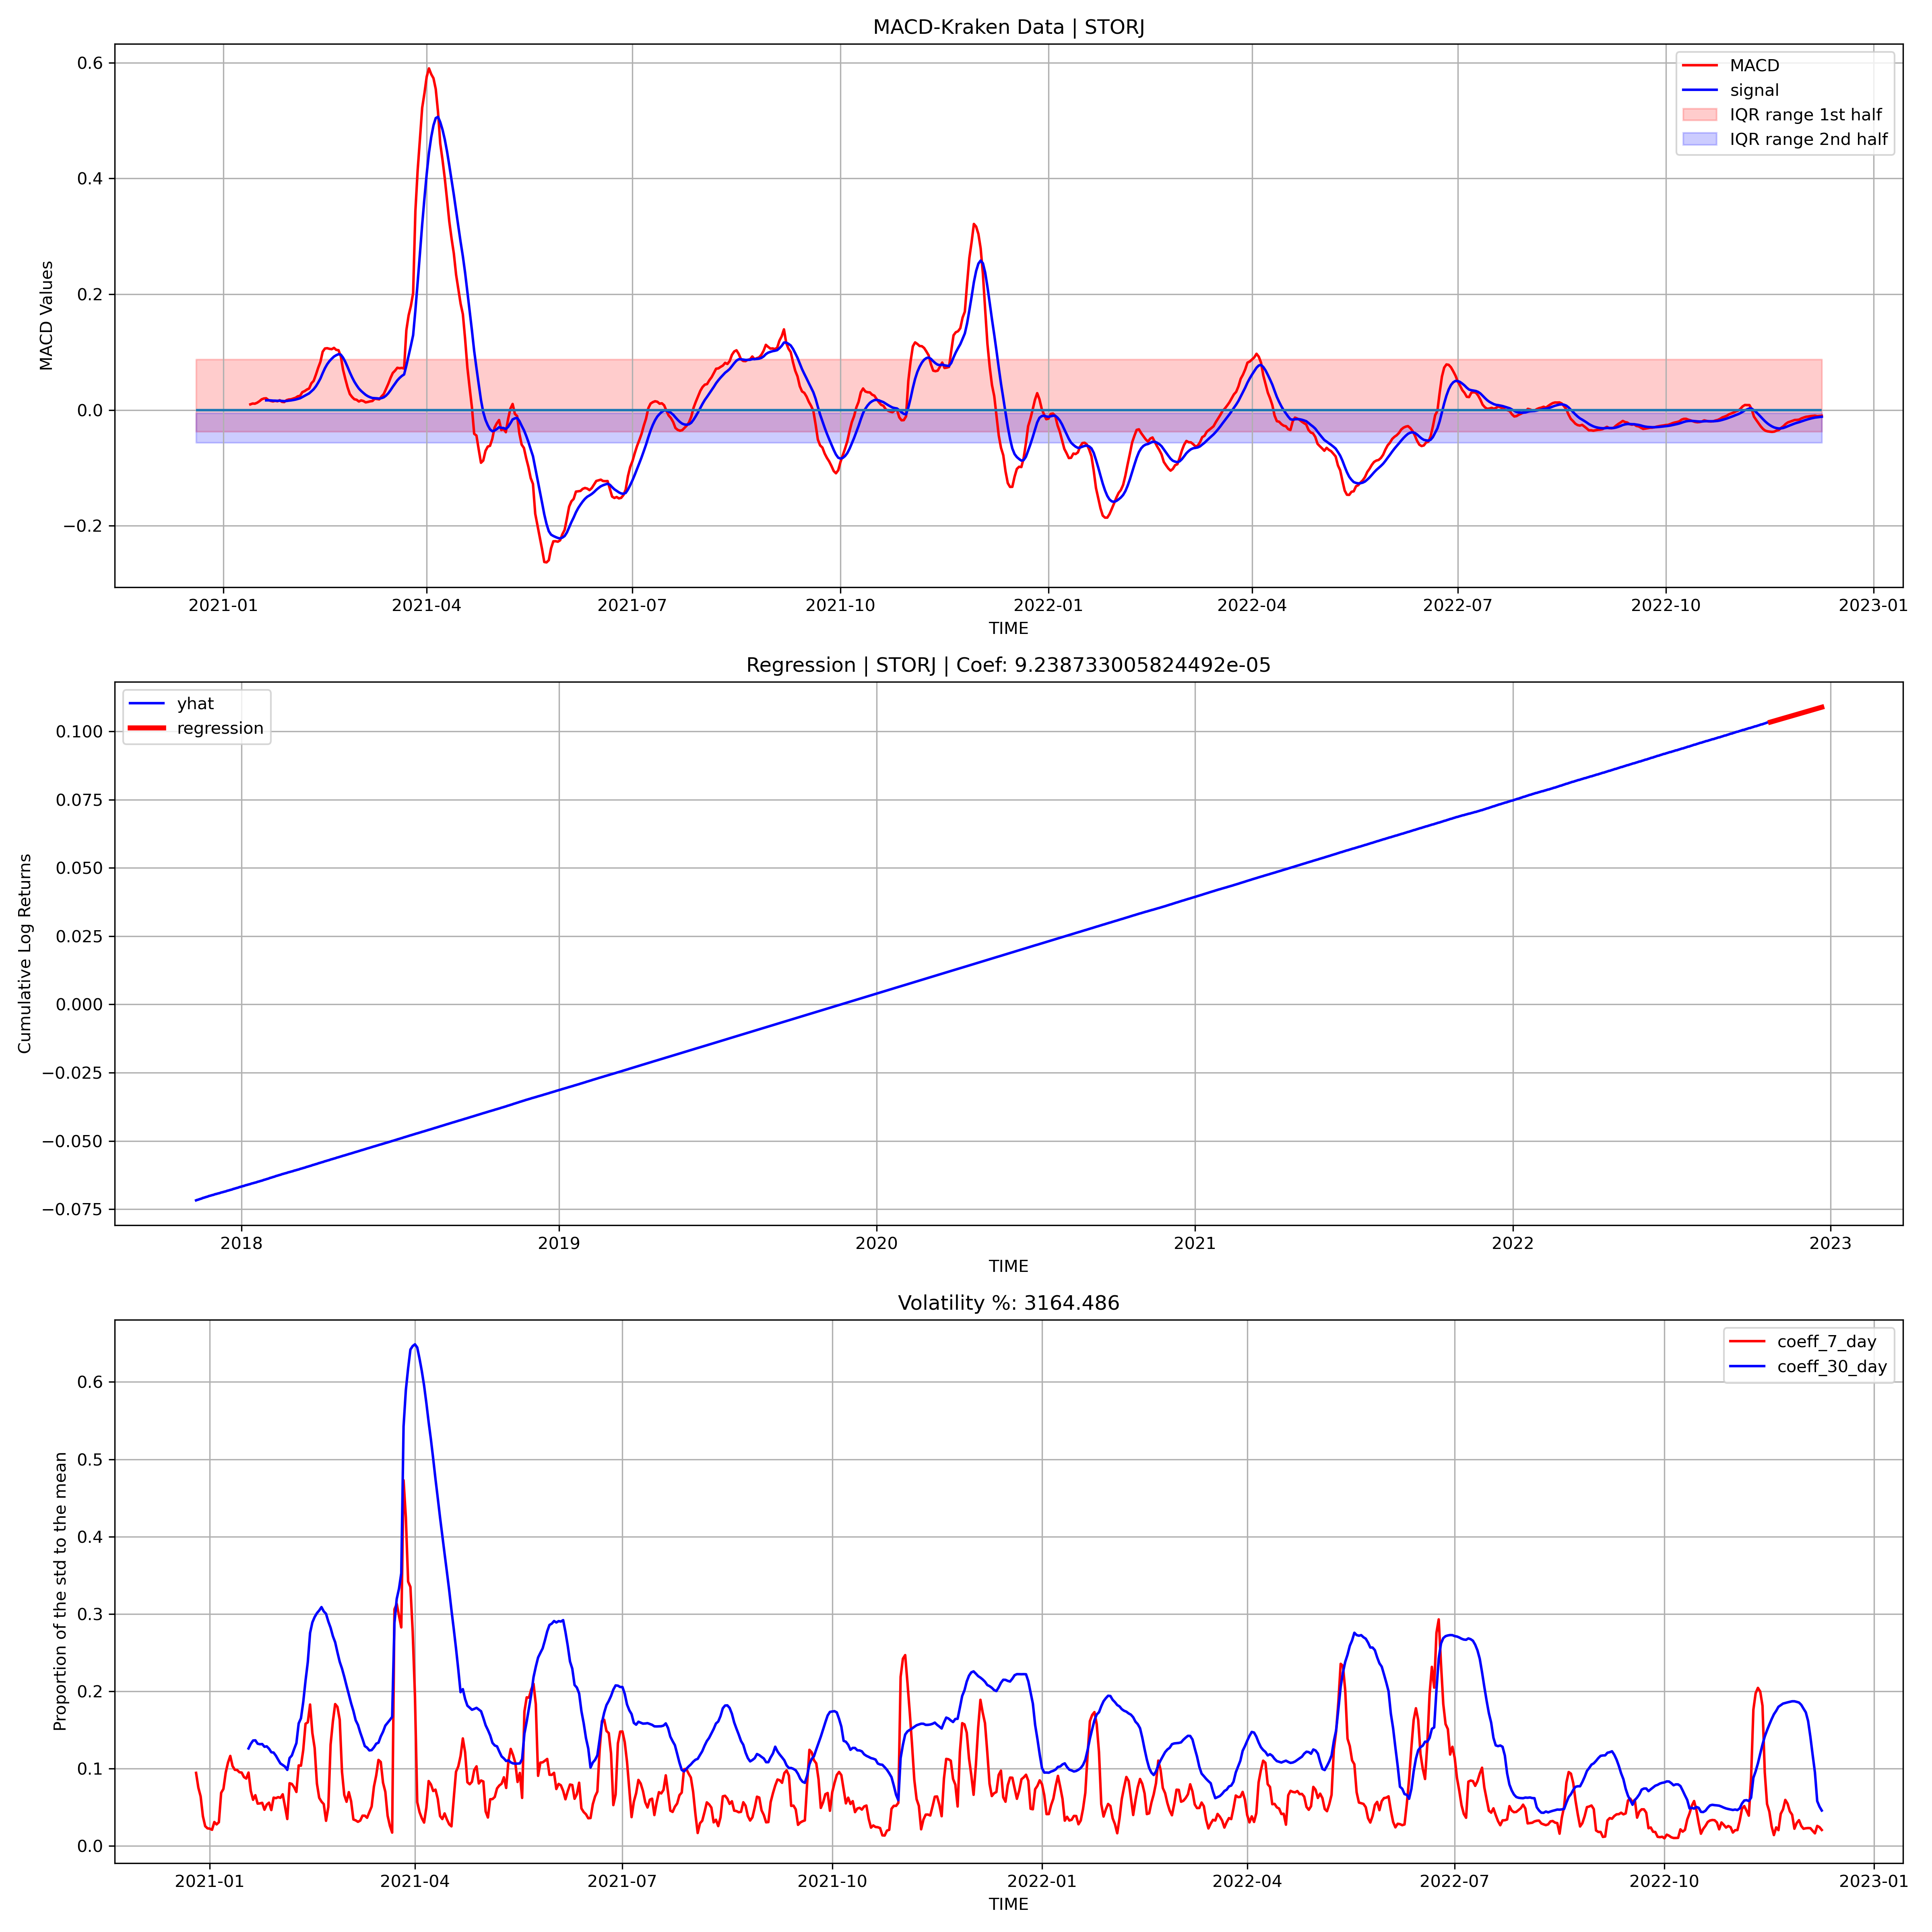 MACD-Kraken Data | STORJ
MACD
signal
IQR range 1st half
IQR range 2nd half
MACD Values
0.6
0.4
0.2
0.0
−0.2
2021-01 2021-04 2021-07 2021-10 2022-01 2022-04 2022-07 2022-10 2023-01
TIME
Regression | STORJ | Coef: 9.238733005824492e-05
yhat
regression
Cumulative Log Returns
0.100
0.075
0.050
0.025
0.000
−0.025
−0.050
−0.075
2018 2019 2020 2021 2022 2023
TIME
Volatility %: 3164.486
coeff_7_day
coeff_30_day
Proportion of the std to the mean
0.6
0.5
0.4
0.3
0.2
0.1
0.0
2021-01 2021-04 2021-07 2021-10 2022-01 2022-04 2022-07 2022-10 2023-01
TIME